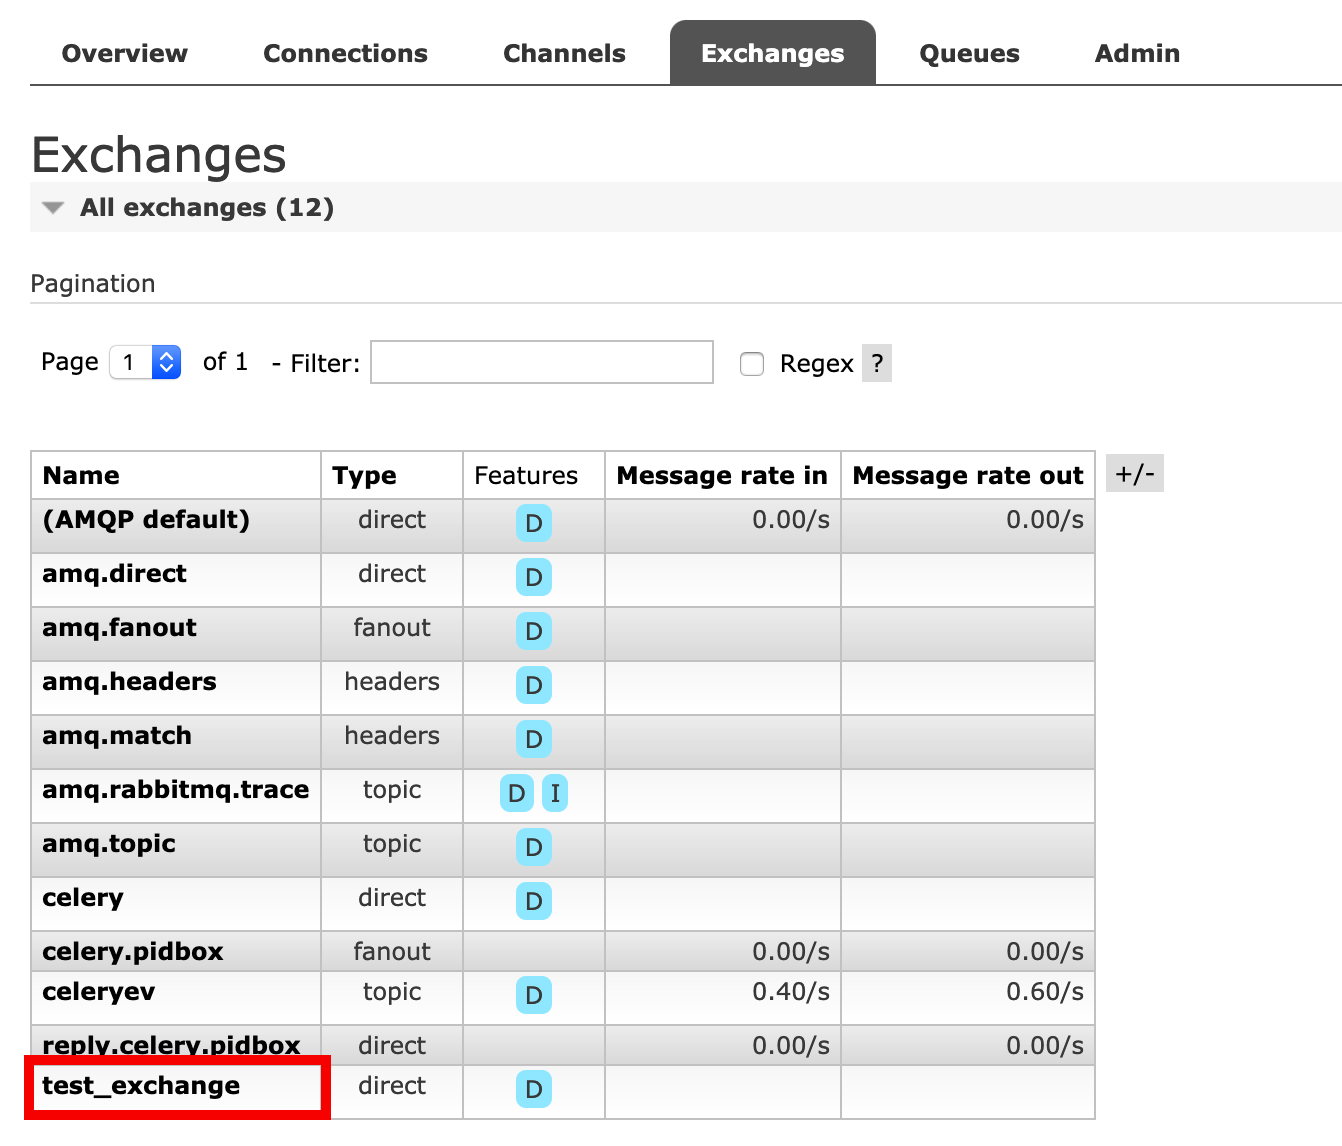 Overview Connections Channels Exchanges Queues Admin
Exchanges
All exchanges (12)
Pagination
Page 1 of 1 - Filter: Regex ?
Name Type Features Message rate in Message rate out +/-
(AMQP default) direct D 0.00/s 0.00/s
amq.direct direct D
amq.fanout fanout D
amq.headers headers D
amq.match headers D
amq.rabbitmq.trace topic D I
amq.topic topic D
celery direct D
celery.pidbox fanout 0.00/s 0.00/s
celeryev topic D 0.40/s 0.60/s
reply.celery.pidbox direct 0.00/s 0.00/s
test_exchange direct D